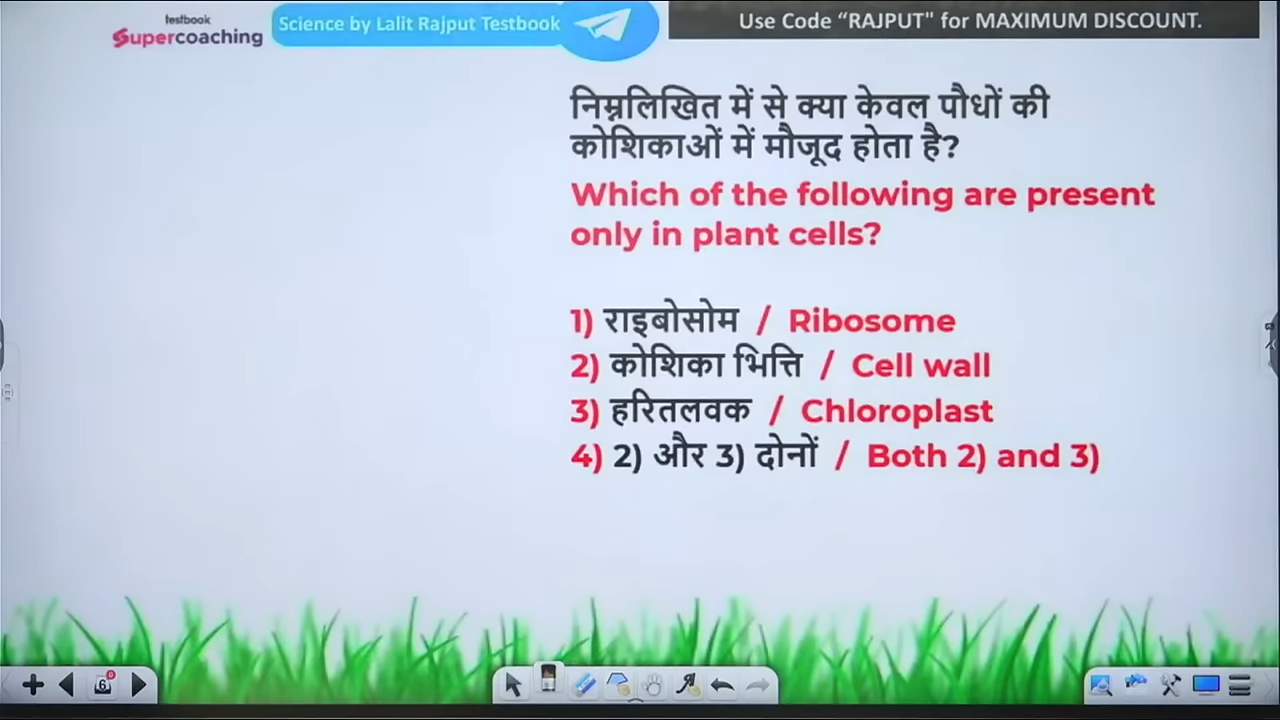 testbook
Supercoaching
Science by Lalit Rajput Testbook
Use Code “RAJPUT" for MAXIMUM DISCOUNT.
निम्नलिखित में से क्या केवल पौधों की
कोशिकाओं में मौजूद होता है?
Which of the following are present
only in plant cells?
1) राइबोसोम / Ribosome
2) कोशिका भित्ति / Cell wall
3) हरितलवक / Chloroplast
4) 2) और 3) दोनों / Both 2) and 3)
6